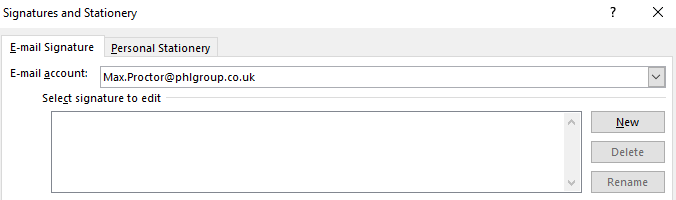 Signatures and Stationery
E-mail Signature Personal Stationery
E-mail account: Max.Proctor@phlgroup.co.uk
Select signature to edit
New
Delete
Rename